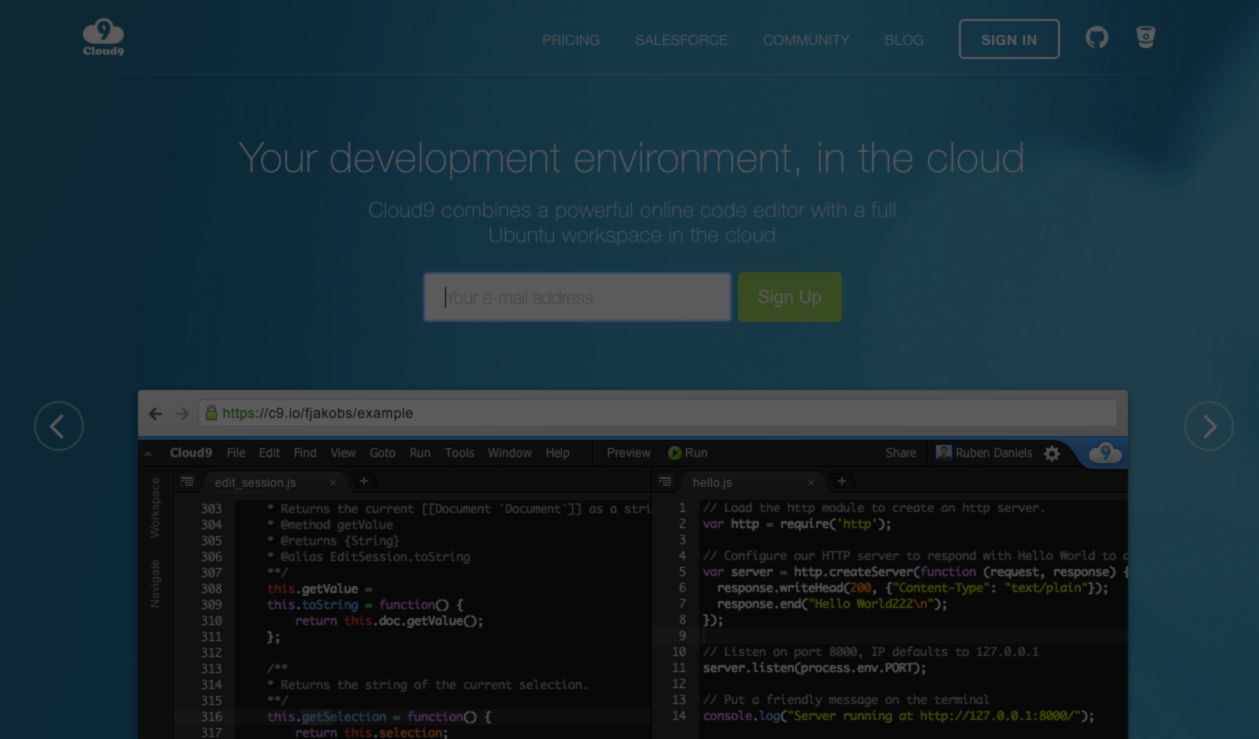 Cloud9
PRICING SALESFORCE COMMUNITY BLOG SIGN IN
Your development environment, in the cloud
Cloud9 combines a powerful online code editor with a full
Ubuntu workspace in the cloud
Your e-mail address Sign Up
https://c9.io/fjakobs/example
Cloud9 File Edit Find View Goto Run Tools Window Help Preview Run Share Ruben Daniels
Workspace
Navigate
edit_session.js
303 * Returns the current [[Document `Document`]] as a stri
304 * @method getValue
305 * @returns {String}
306 * @alias EditSession.toString
307 **/
308 this.getValue =
309 this.toString = function() {
310 return this.doc.getValue();
311 };
312
313 /**
314 * Returns the string of the current selection.
315 **/
316 this.getSelection = function() {
317 return this.selection;
hello.js
1 // Load the http module to create an http server.
2 var http = require('http');
3
4 // Configure our HTTP server to respond with Hello World to
5 var server = http.createServer(function (request, response) {
6 response.writeHead(200, {"Content-Type": "text/plain"});
7 response.end("Hello World222\n");
8 });
9
10 // Listen on port 8000, IP defaults to 127.0.0.1
11 server.listen(process.env.PORT);
12
13 // Put a friendly message on the terminal
14 console.log("Server running at http://127.0.0.1:8000/");